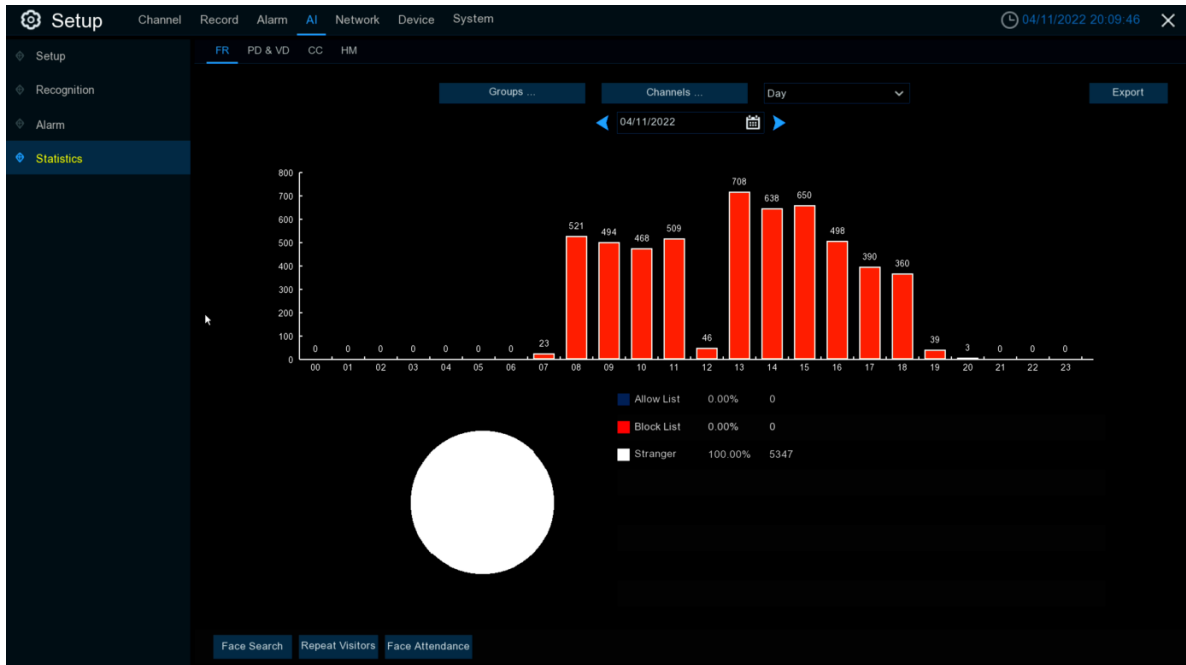 Setup Channel Record Alarm AI Network Device System 04/11/2022 20:09:46
Setup
Recognition
Alarm
Statistics
FR PD & VD CC HM
Groups ... Channels ... Day Export
04/11/2022
800
700
600
500
400
300
200
100
0
0 0 0 0 0 0 0 23 521 494 468 509 46 708 638 650 498 390 360 39 3 0 0 0
00 01 02 03 04 05 06 07 08 09 10 11 12 13 14 15 16 17 18 19 20 21 22 23
Allow List 0.00% 0
Block List 0.00% 0
Stranger 100.00% 5347
Face Search Repeat Visitors Face Attendance